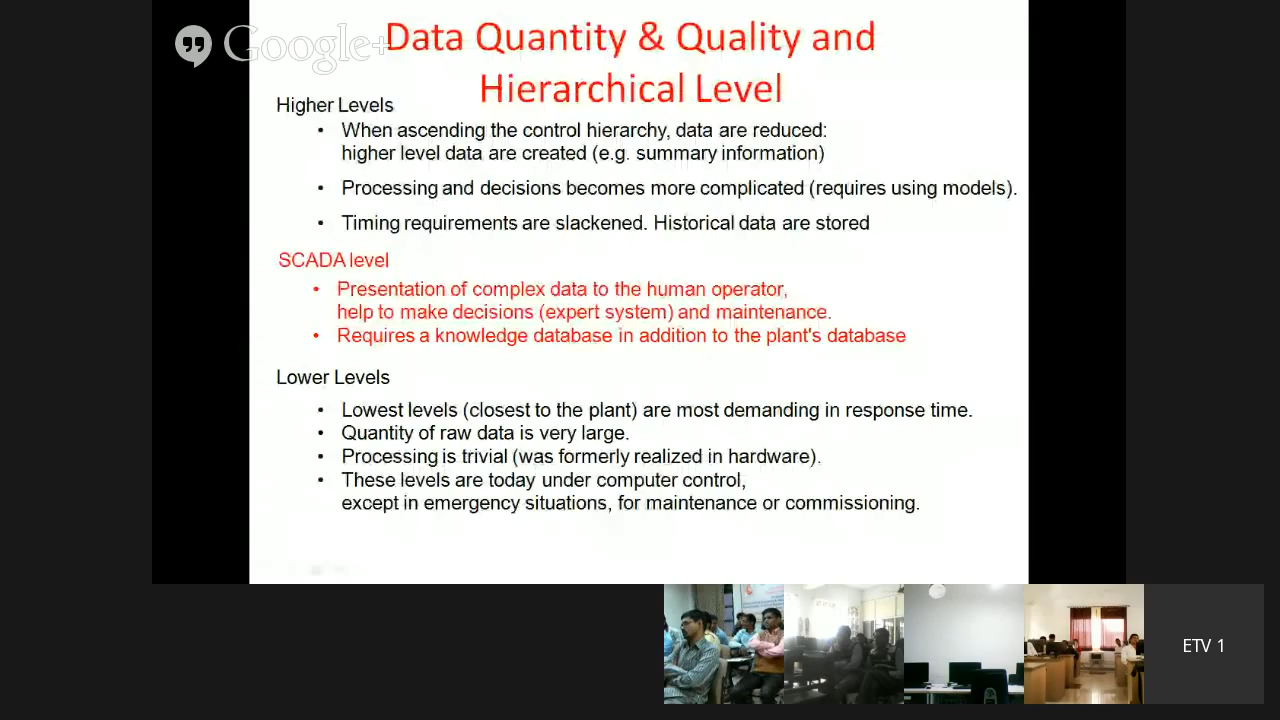 Google+
Data Quantity & Quality and
Hierarchical Level
Higher Levels
• When ascending the control hierarchy, data are reduced:
higher level data are created (e.g. summary information)
• Processing and decisions becomes more complicated (requires using models).
• Timing requirements are slackened. Historical data are stored
SCADA level
• Presentation of complex data to the human operator,
help to make decisions (expert system) and maintenance.
• Requires a knowledge database in addition to the plant's database
Lower Levels
• Lowest levels (closest to the plant) are most demanding in response time.
• Quantity of raw data is very large.
• Processing is trivial (was formerly realized in hardware).
• These levels are today under computer control,
except in emergency situations, for maintenance or commissioning.
ETV 1